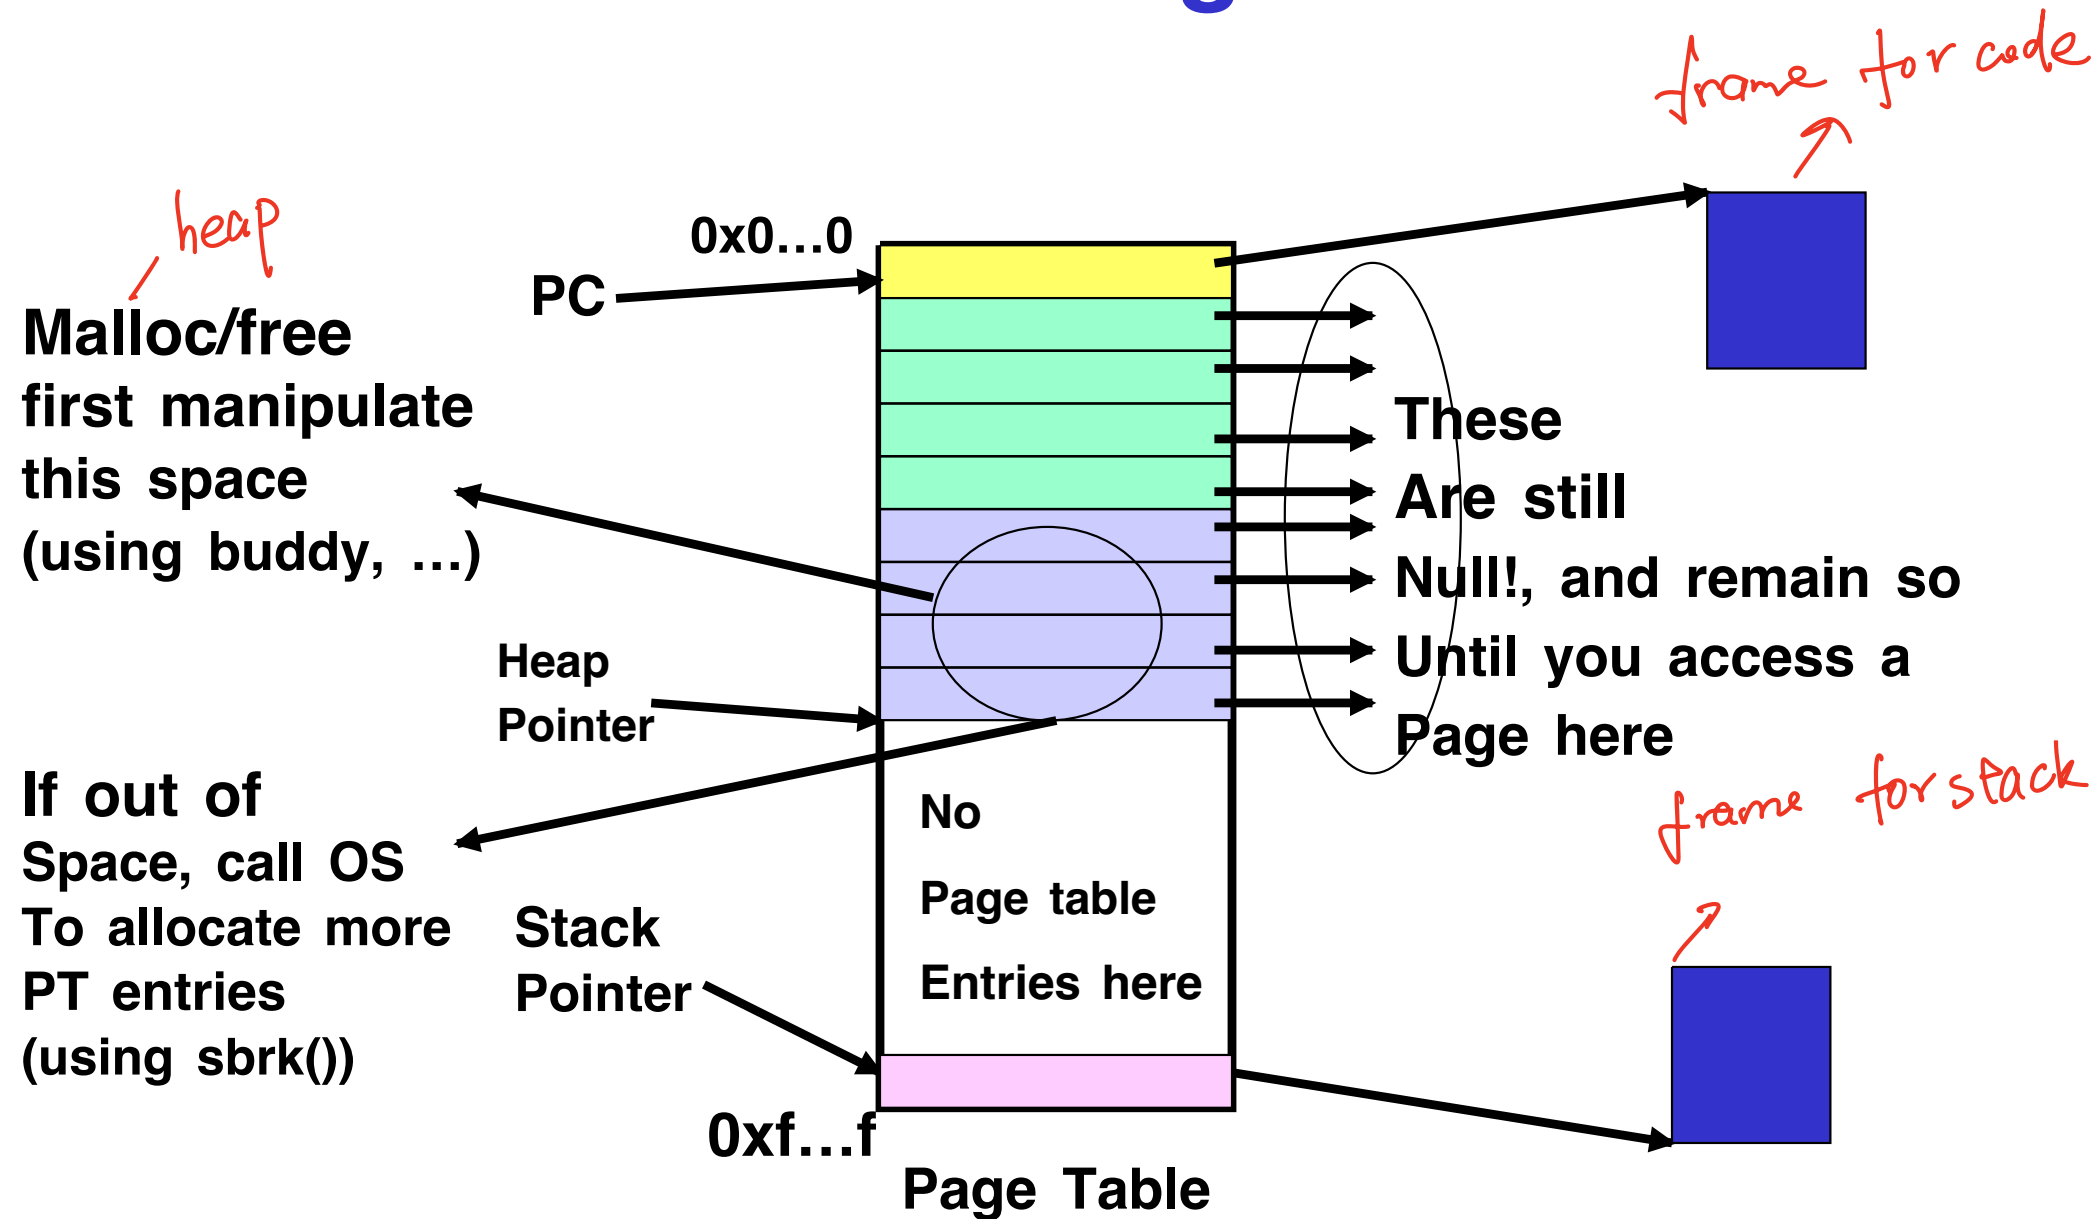 frame for code
heap
0x0...0
PC
Malloc/free
first manipulate
this space
(using buddy, ...)
These
Are still
Null!, and remain so
Until you access a
Page here
Heap
Pointer
frame for stack
If out of
Space, call OS
To allocate more
PT entries
(using sbrk())
No
Page table
Entries here
Stack
Pointer
0xf...f
Page Table